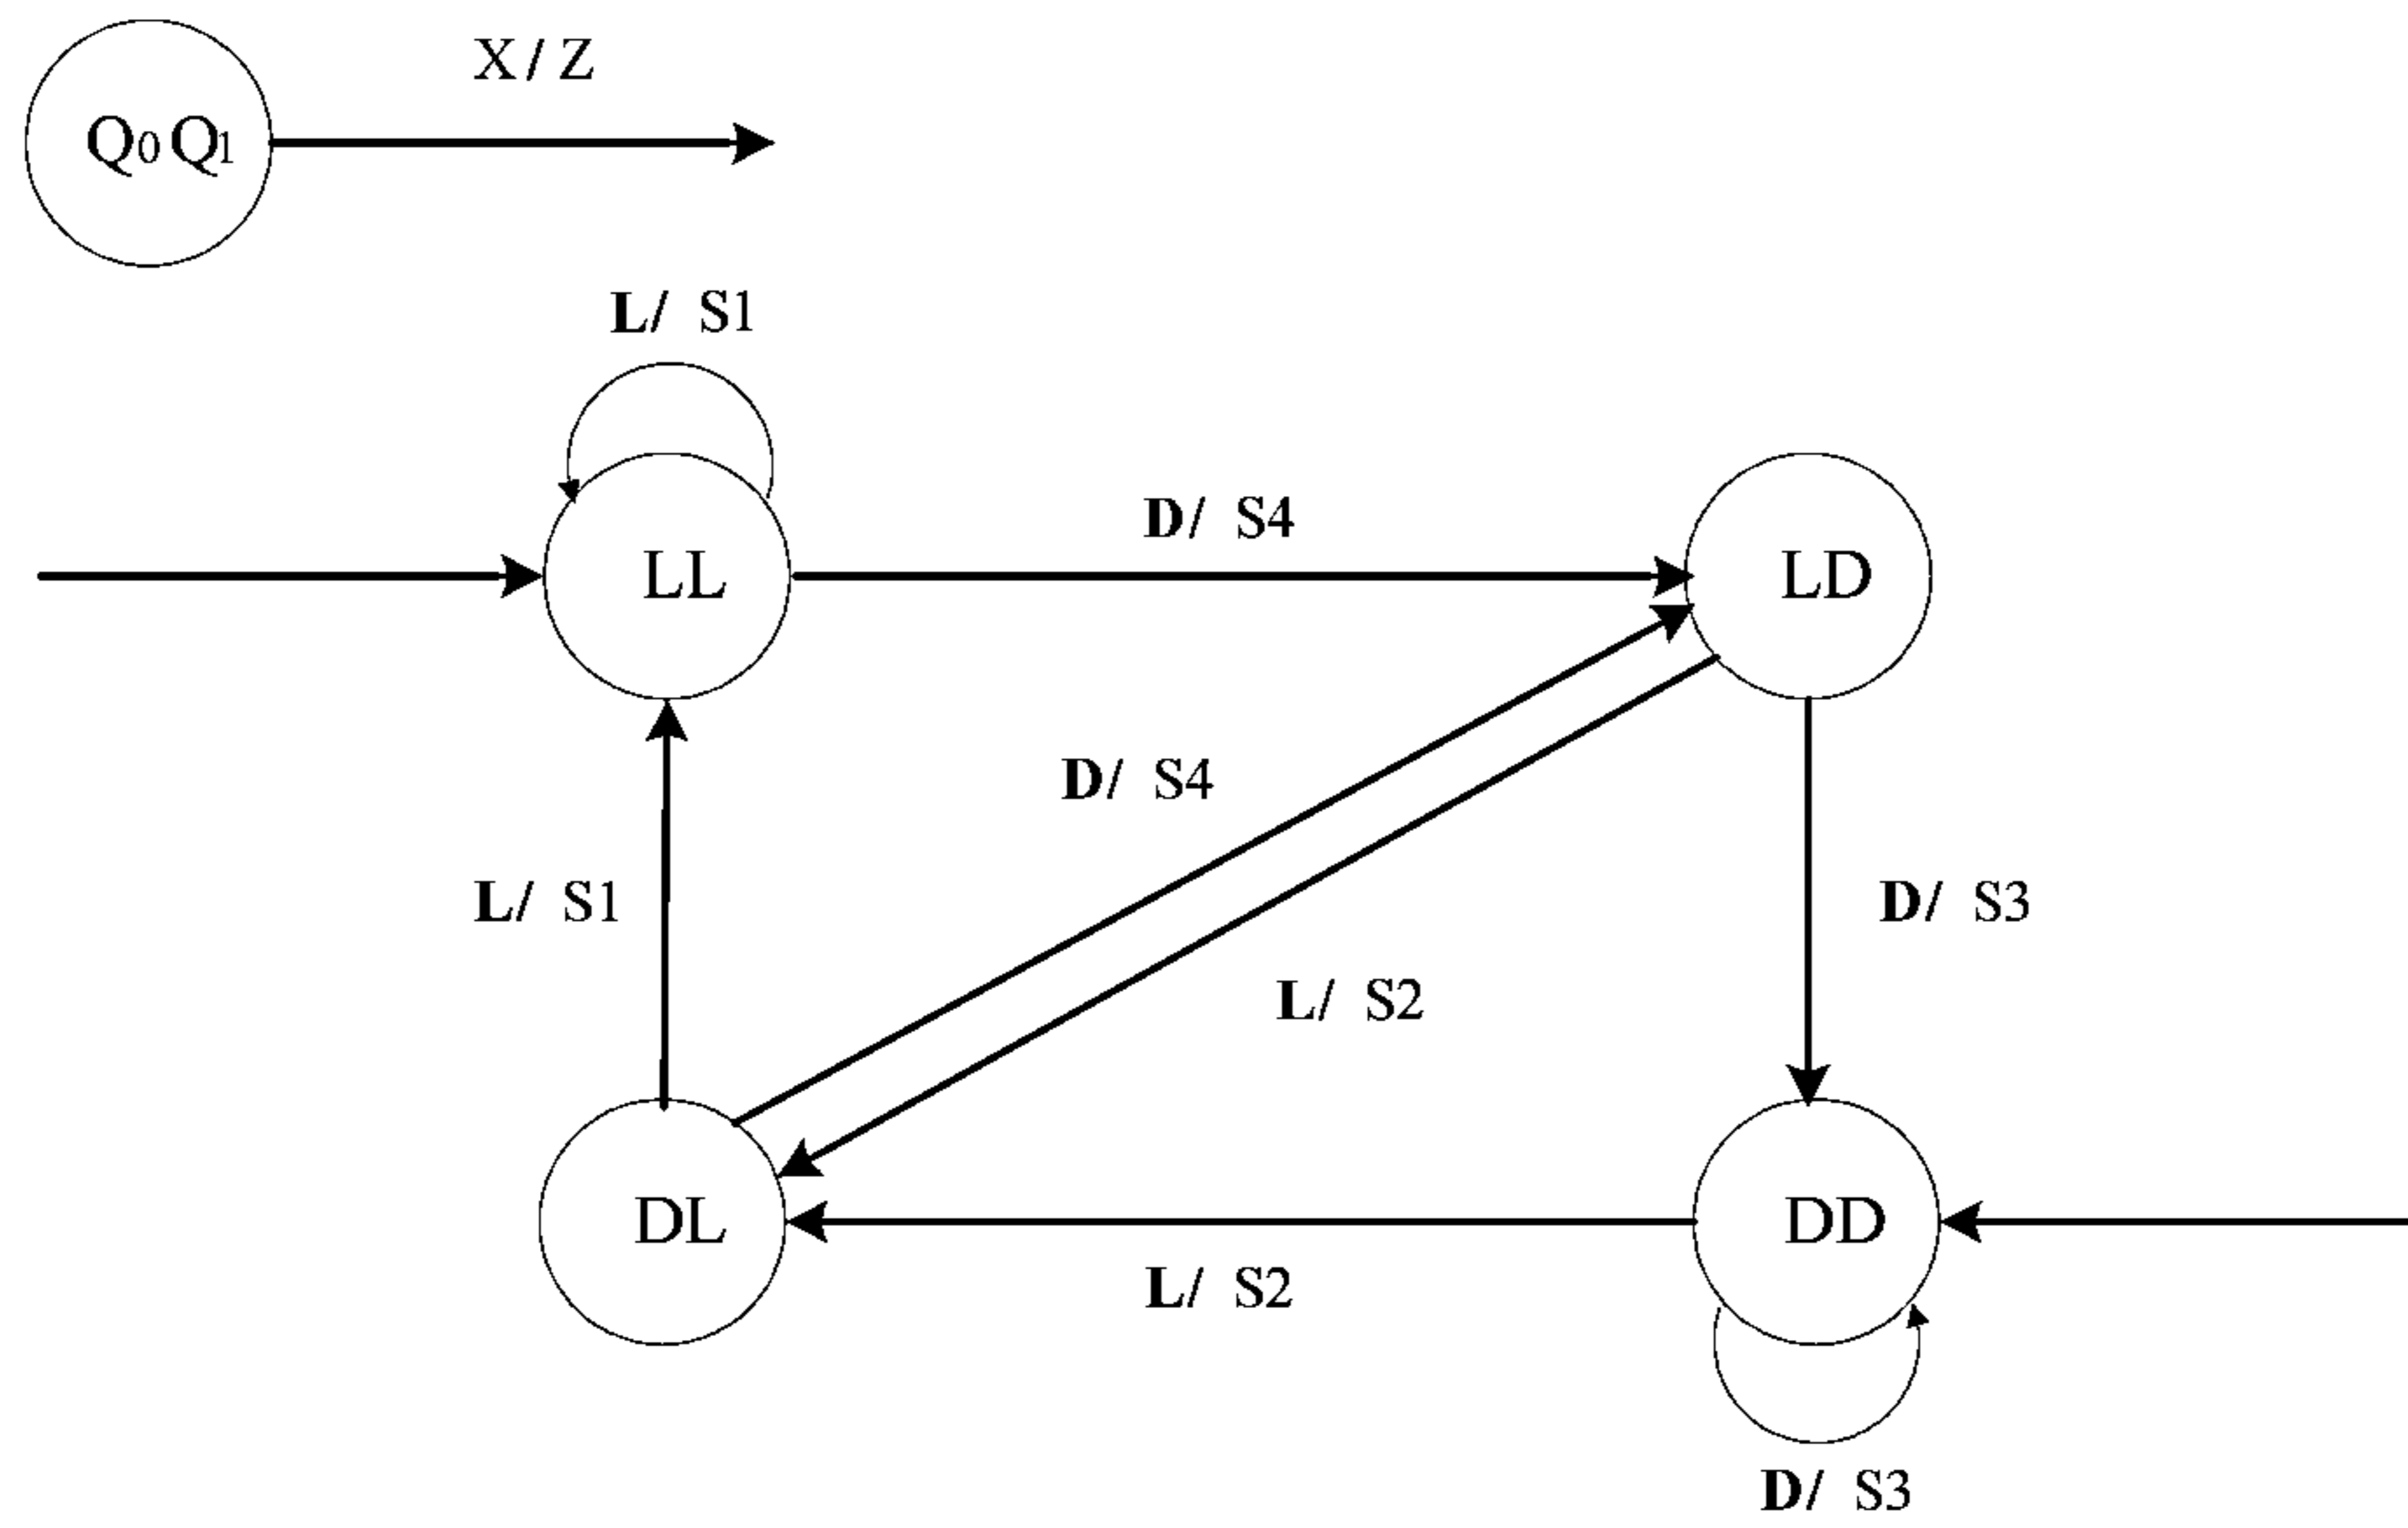 X / Z
Q0 Q1
L/ S1
D/ S4
LL
LD
D/ S4
L/ S1
D/ S3
L/ S2
DL
DD
L/ S2
D/ S3